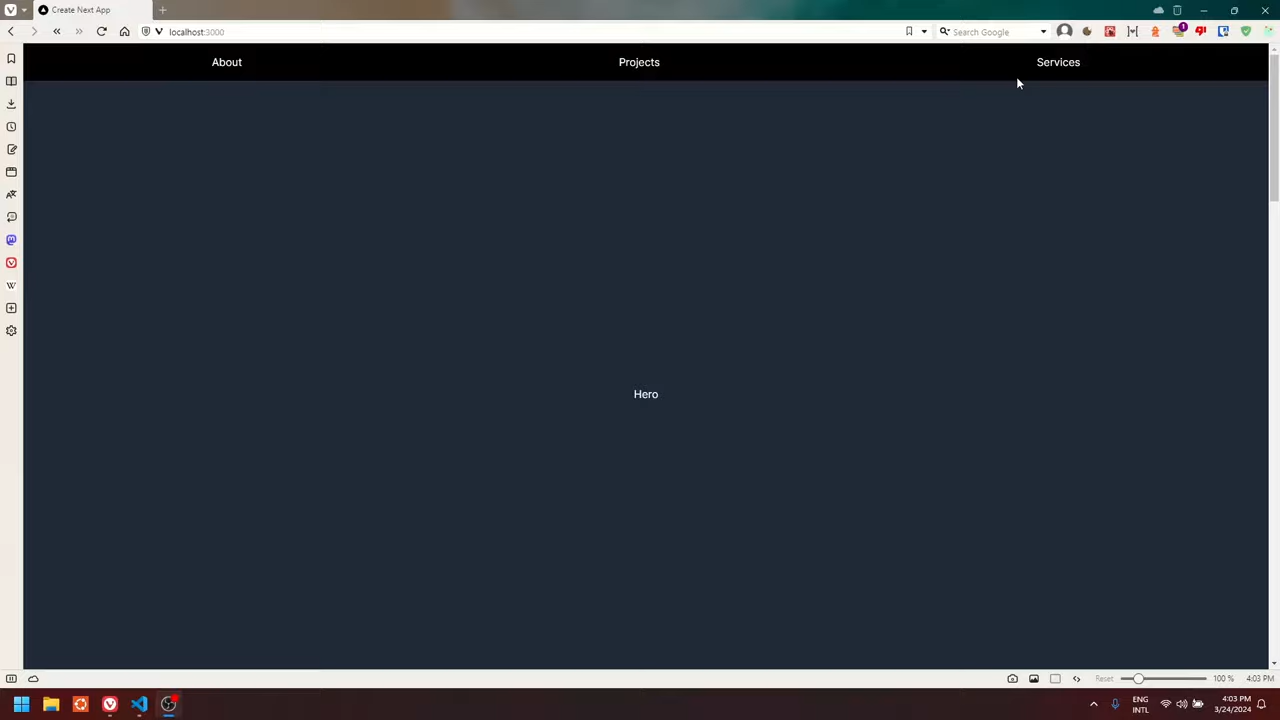 Create Next App
localhost:3000
Search Google
1
About
Projects
Services
Hero
W
Reset
100 %
4:03 PM
ENG
INTL
4:03 PM
3/24/2024